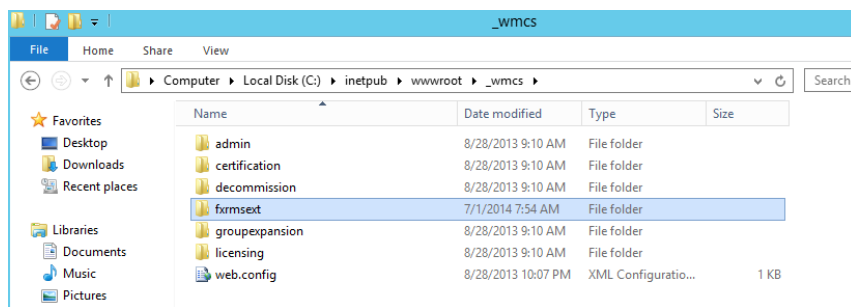 _wmcs
File Home Share View
Computer Local Disk (C:) inetpub wwwroot _wmcs Search
Name Date modified Type Size
Favorites
Desktop
Downloads
Recent places
Libraries
Documents
Music
Pictures
admin 8/28/2013 9:10 AM File folder
certification 8/28/2013 9:10 AM File folder
decommission 8/28/2013 9:10 AM File folder
fxrmsext 7/1/2014 7:54 AM File folder
groupexpansion 8/28/2013 9:10 AM File folder
licensing 8/28/2013 9:10 AM File folder
web.config 8/28/2013 10:07 PM XML Configuratio... 1 KB